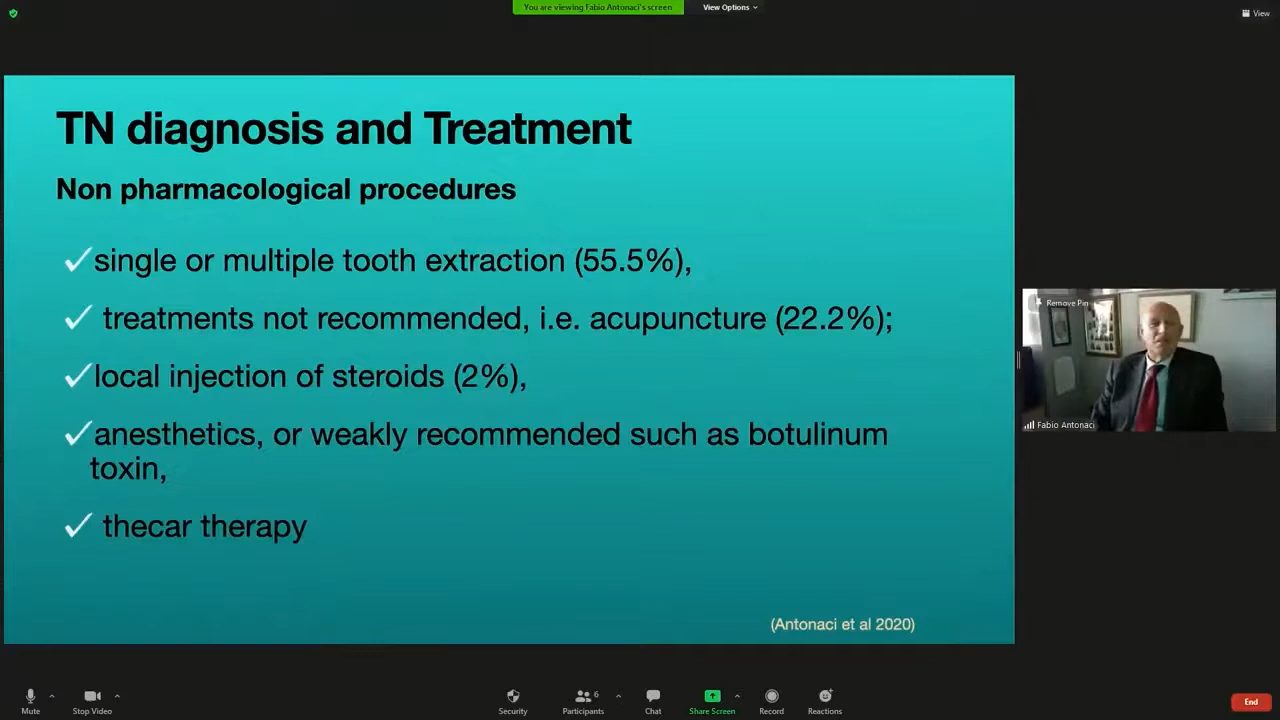 You are viewing Fabio Antonaci's screen
View Options
View
TN diagnosis and Treatment
Non pharmacological procedures
single or multiple tooth extraction (55.5%),
treatments not recommended, i.e. acupuncture (22.2%);
local injection of steroids (2%),
anesthetics, or weakly recommended such as botulinum
toxin,
thecar therapy
(Antonaci et al 2020)
Remove Pin
Fabio Antonaci
Mute
Stop Video
Security
Participants
6
Chat
Share Screen
Record
Reactions
End